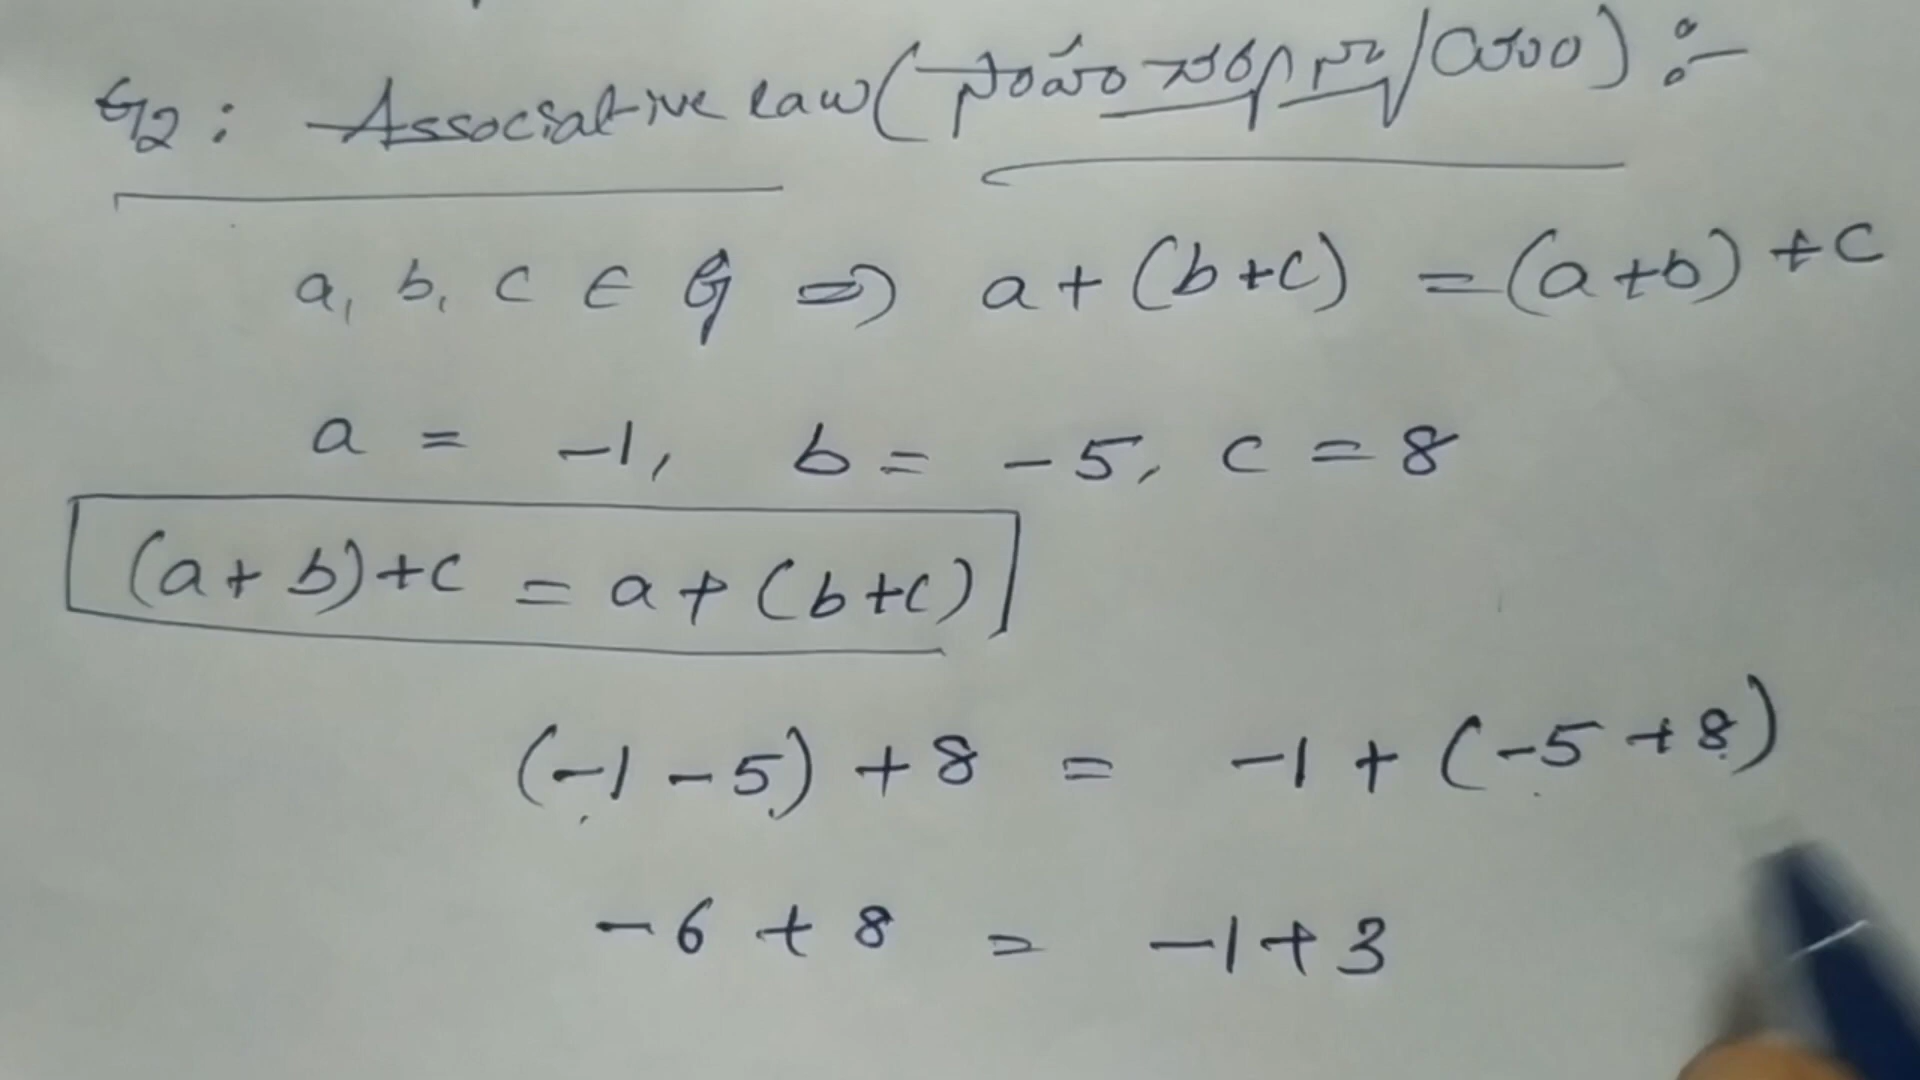 G2: Associative law( / ) :-
a, b, c ∈ G ⇒ a + (b+c) = (a+b) + c
a = -1, b = -5, c = 8
(a+b)+c = a+(b+c)
(-1 - 5) + 8 = -1 + (-5 + 8)
-6 + 8 = -1+3